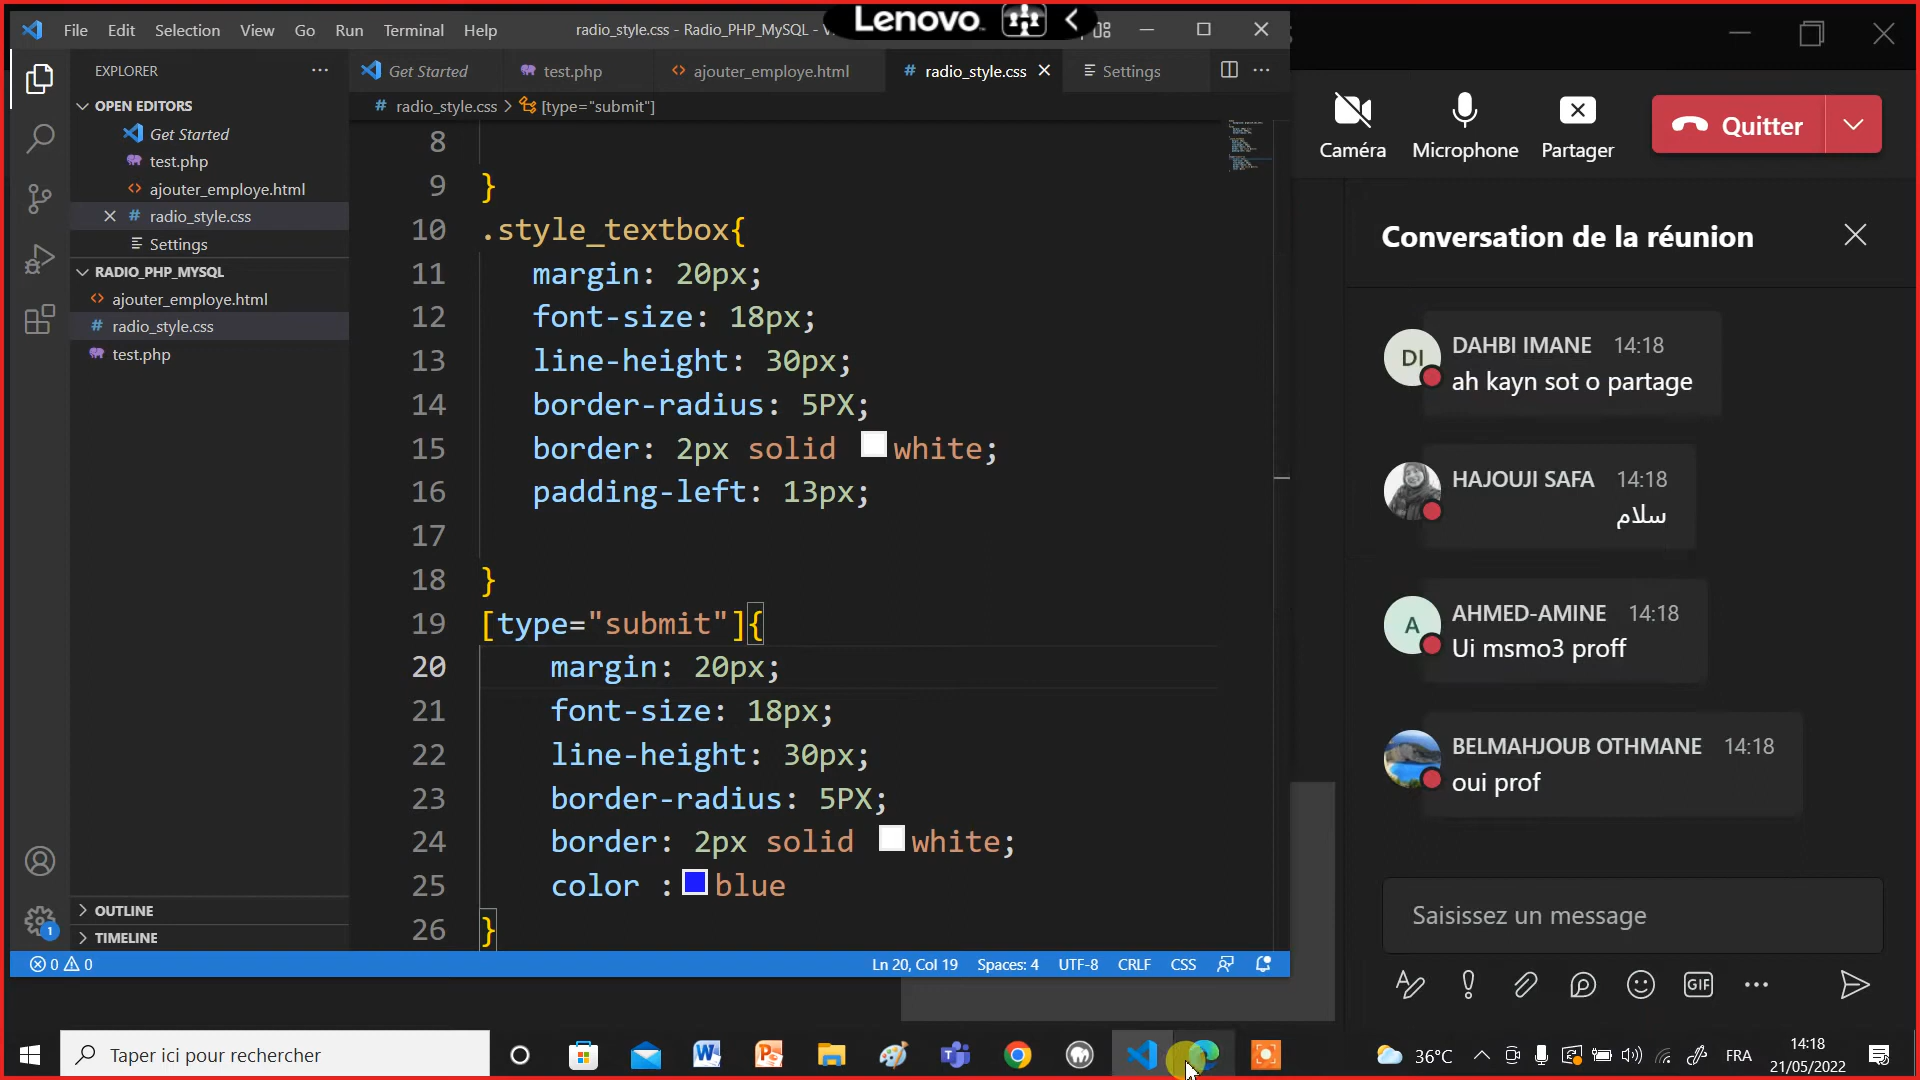 File Edit Selection View Go Run Terminal Help
radio_style.css - Radio_PHP_MySQL -
Lenovo
EXPLORER
Get Started
test.php
ajouter_employe.html
radio_style.css
Settings
radio_style.css > [type="submit"]
OPEN EDITORS
Get Started
test.php
ajouter_employe.html
radio_style.css
Settings
RADIO_PHP_MYSQL
ajouter_employe.html
radio_style.css
test.php
OUTLINE
TIMELINE
8
9 }
10 .style_textbox{
11 margin: 20px;
12 font-size: 18px;
13 line-height: 30px;
14 border-radius: 5PX;
15 border: 2px solid white;
16 padding-left: 13px;
17
18 }
19 [type="submit"]{
20 margin: 20px;
21 font-size: 18px;
22 line-height: 30px;
23 border-radius: 5PX;
24 border: 2px solid white;
25 color :blue
26 }
0 0
Ln 20, Col 19 Spaces: 4 UTF-8 CRLF CSS
1
Caméra
Microphone
Partager
Quitter
Conversation de la réunion
DI
DAHBI IMANE 14:18
ah kayn sot o partage
HAJOUJI SAFA 14:18
سلام
A
AHMED-AMINE 14:18
Ui msmo3 proff
BELMAHJOUB OTHMANE 14:18
oui prof
Saisissez un message
GIF
Taper ici pour rechercher
36°C
FRA
14:18
21/05/2022